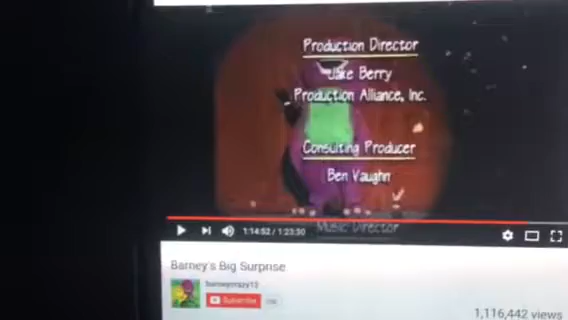 Production Director
Jake Berry
Production Alliance, Inc.
Consulting Producer
Ben Vaughn
Music Director
1:14:52 / 1:23:30
Barney's Big Surprise
barneycrazy12
Subscribe
1,116,442 views